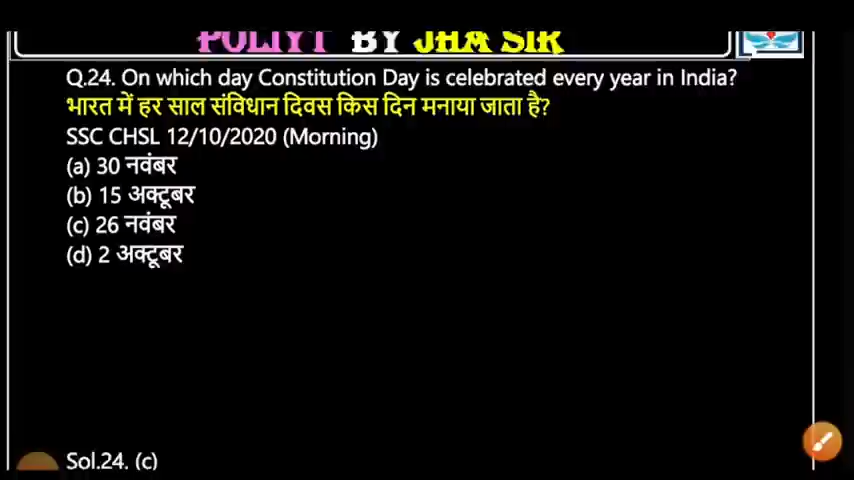 POLIYT BY JHA SIR
Q.24. On which day Constitution Day is celebrated every year in India?
भारत में हर साल संविधान दिवस किस दिन मनाया जाता है?
SSC CHSL 12/10/2020 (Morning)
(a) 30 नवंबर
(b) 15 अक्टूबर
(c) 26 नवंबर
(d) 2 अक्टूबर
Sol.24. (c)